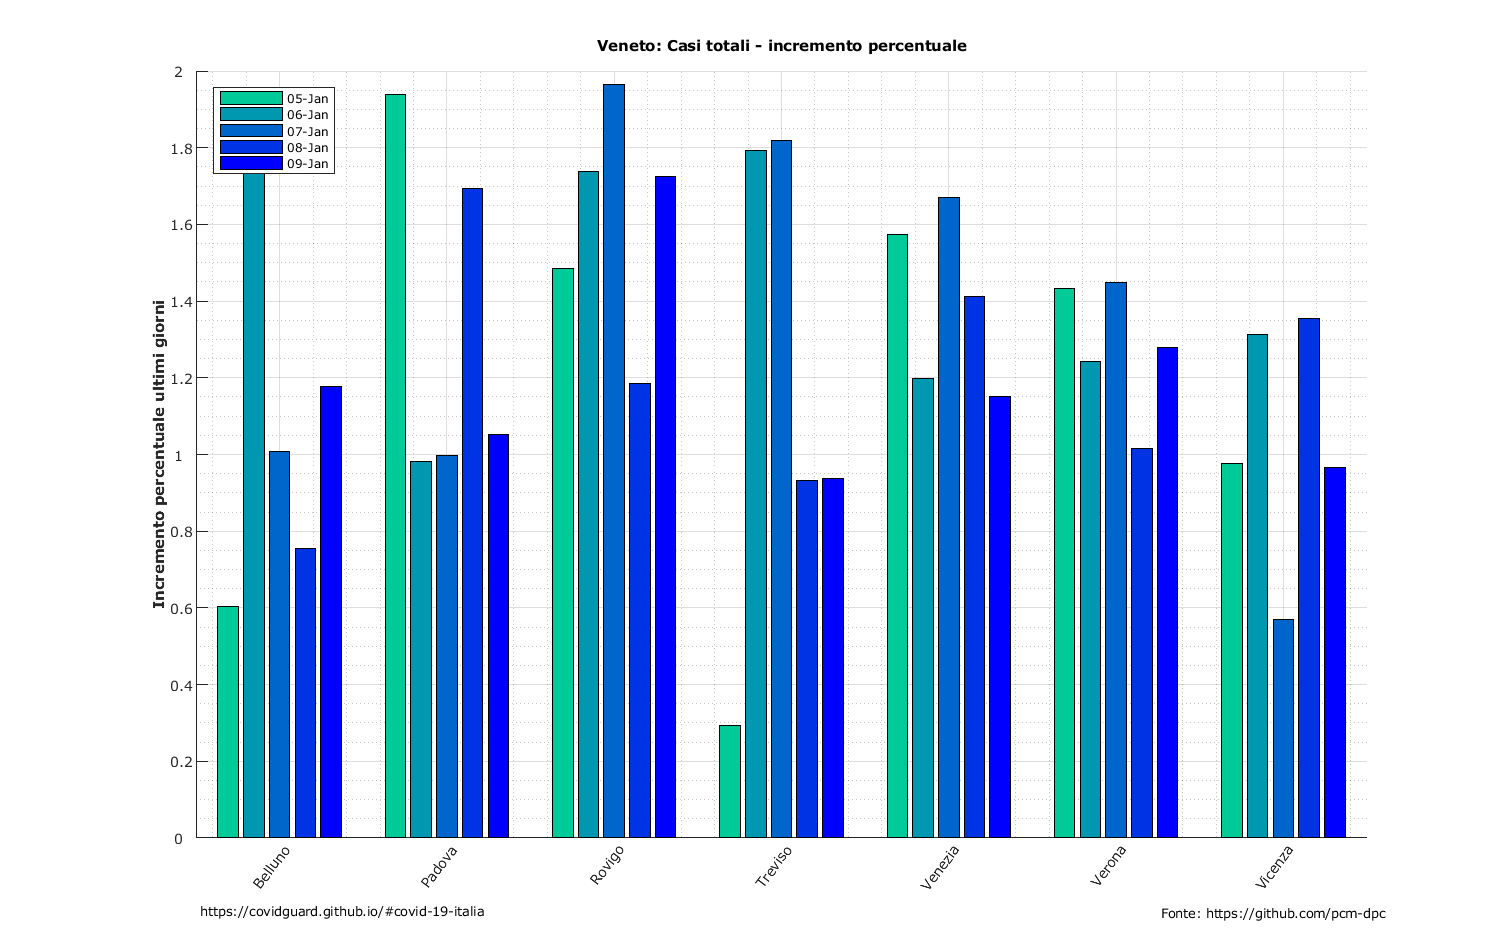 Veneto: Casi totali - incremento percentuale
Incremento percentuale ultimi giorni
2
1.8
1.6
1.4
1.2
1
0.8
0.6
0.4
0.2
0
05-Jan
06-Jan
07-Jan
08-Jan
09-Jan
Belluno
Padova
Rovigo
Treviso
Venezia
Verona
Vicenza
https://covidguard.github.io/#covid-19-italia
Fonte: https://github.com/pcm-dpc